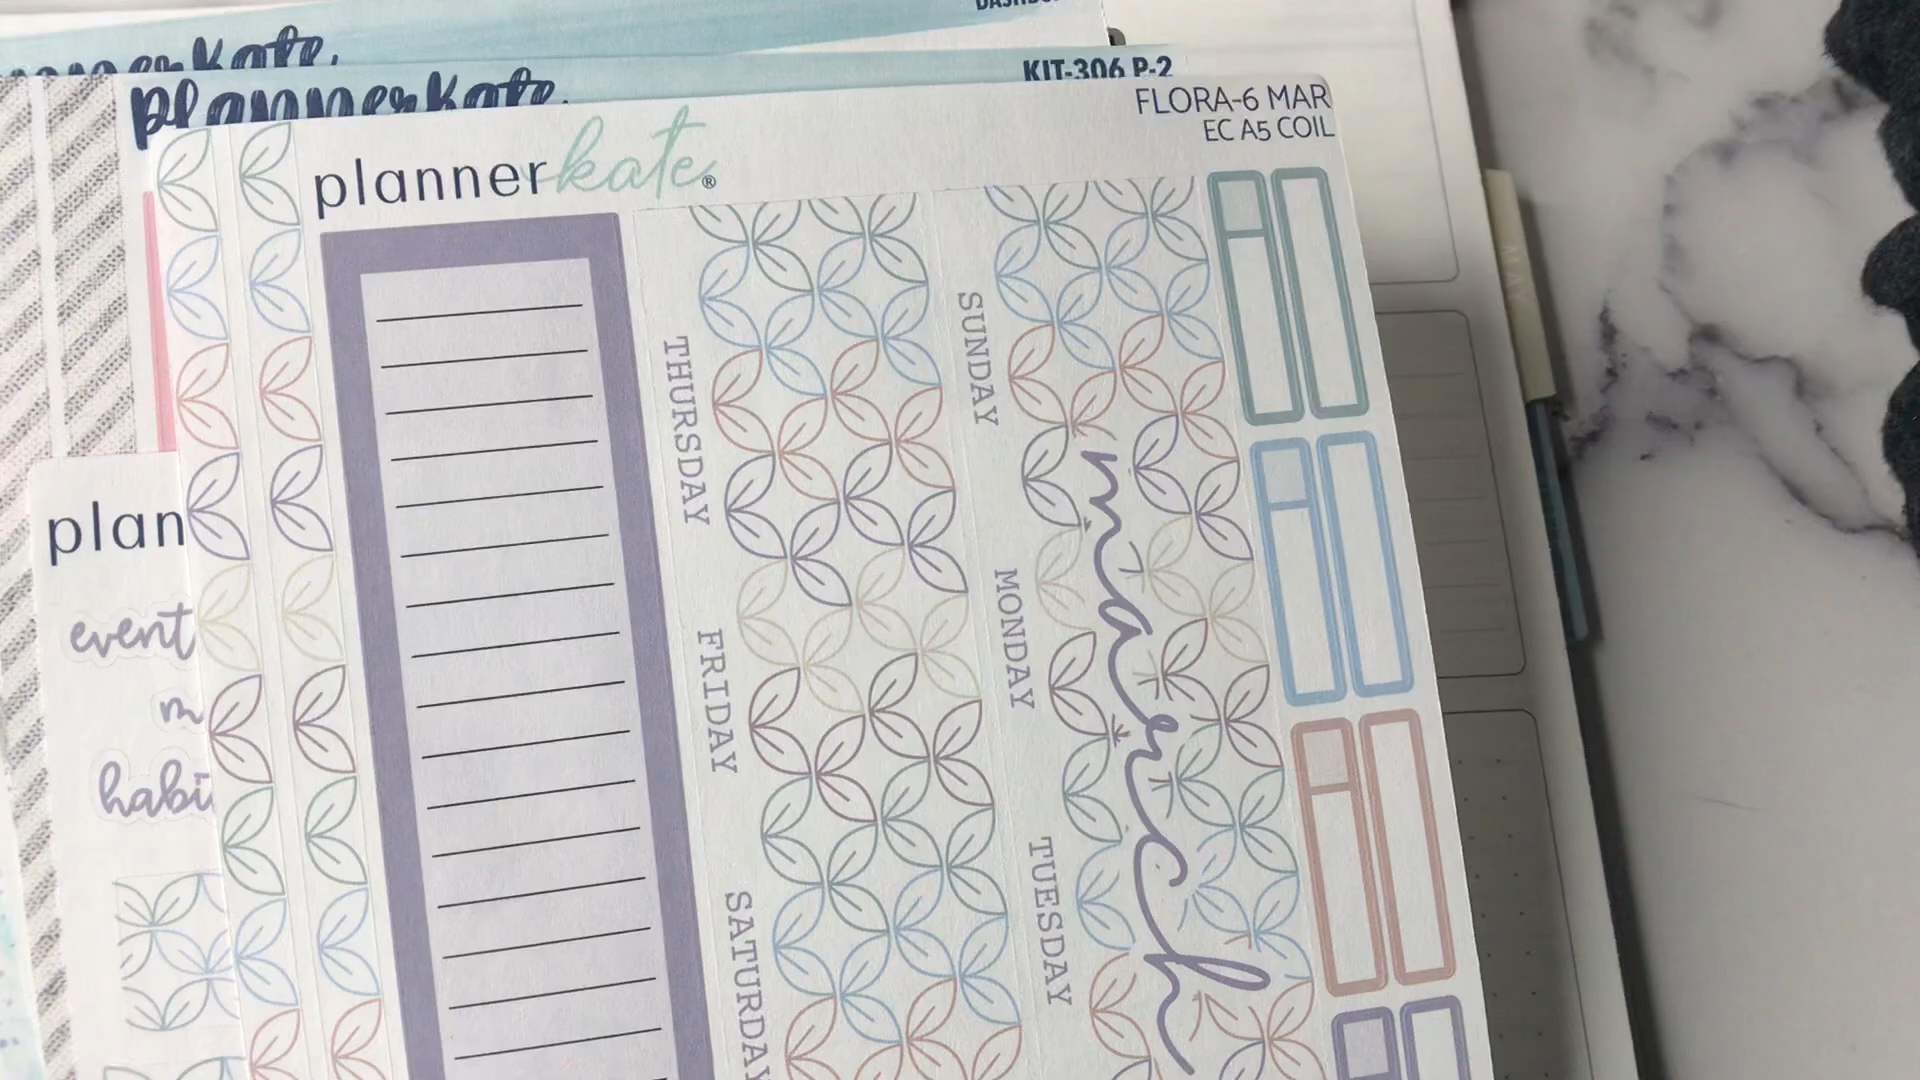 plannerkate.
KIT-306 P-2
FLORA-6 MAR
EC A5 COIL
plannerkate®
THURSDAY
FRIDAY
SATURDAY
SUNDAY
MONDAY
TUESDAY
march
plan
event
m
habi
MAY